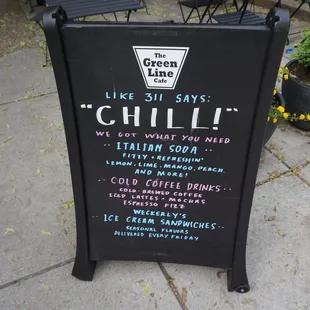 The
Green
Line
Cafe
LIKE 311 SAYS:
"CHILL!"
WE GOT WHAT YOU NEED
ITALIAN SODA
FIZZY • REFRESHIN'
LEMON, LIME, MANGO, PEACH,
AND MORE!
COLD COFFEE DRINKS
COLD-BREWED COFFEE
ICED LATTES • MOCHAS
ESPRESSO FIZZ
WECKERLY'S
ICE CREAM SANDWICHES
SEASONAL FLAVORS
DELIVERED EVERY FRIDAY